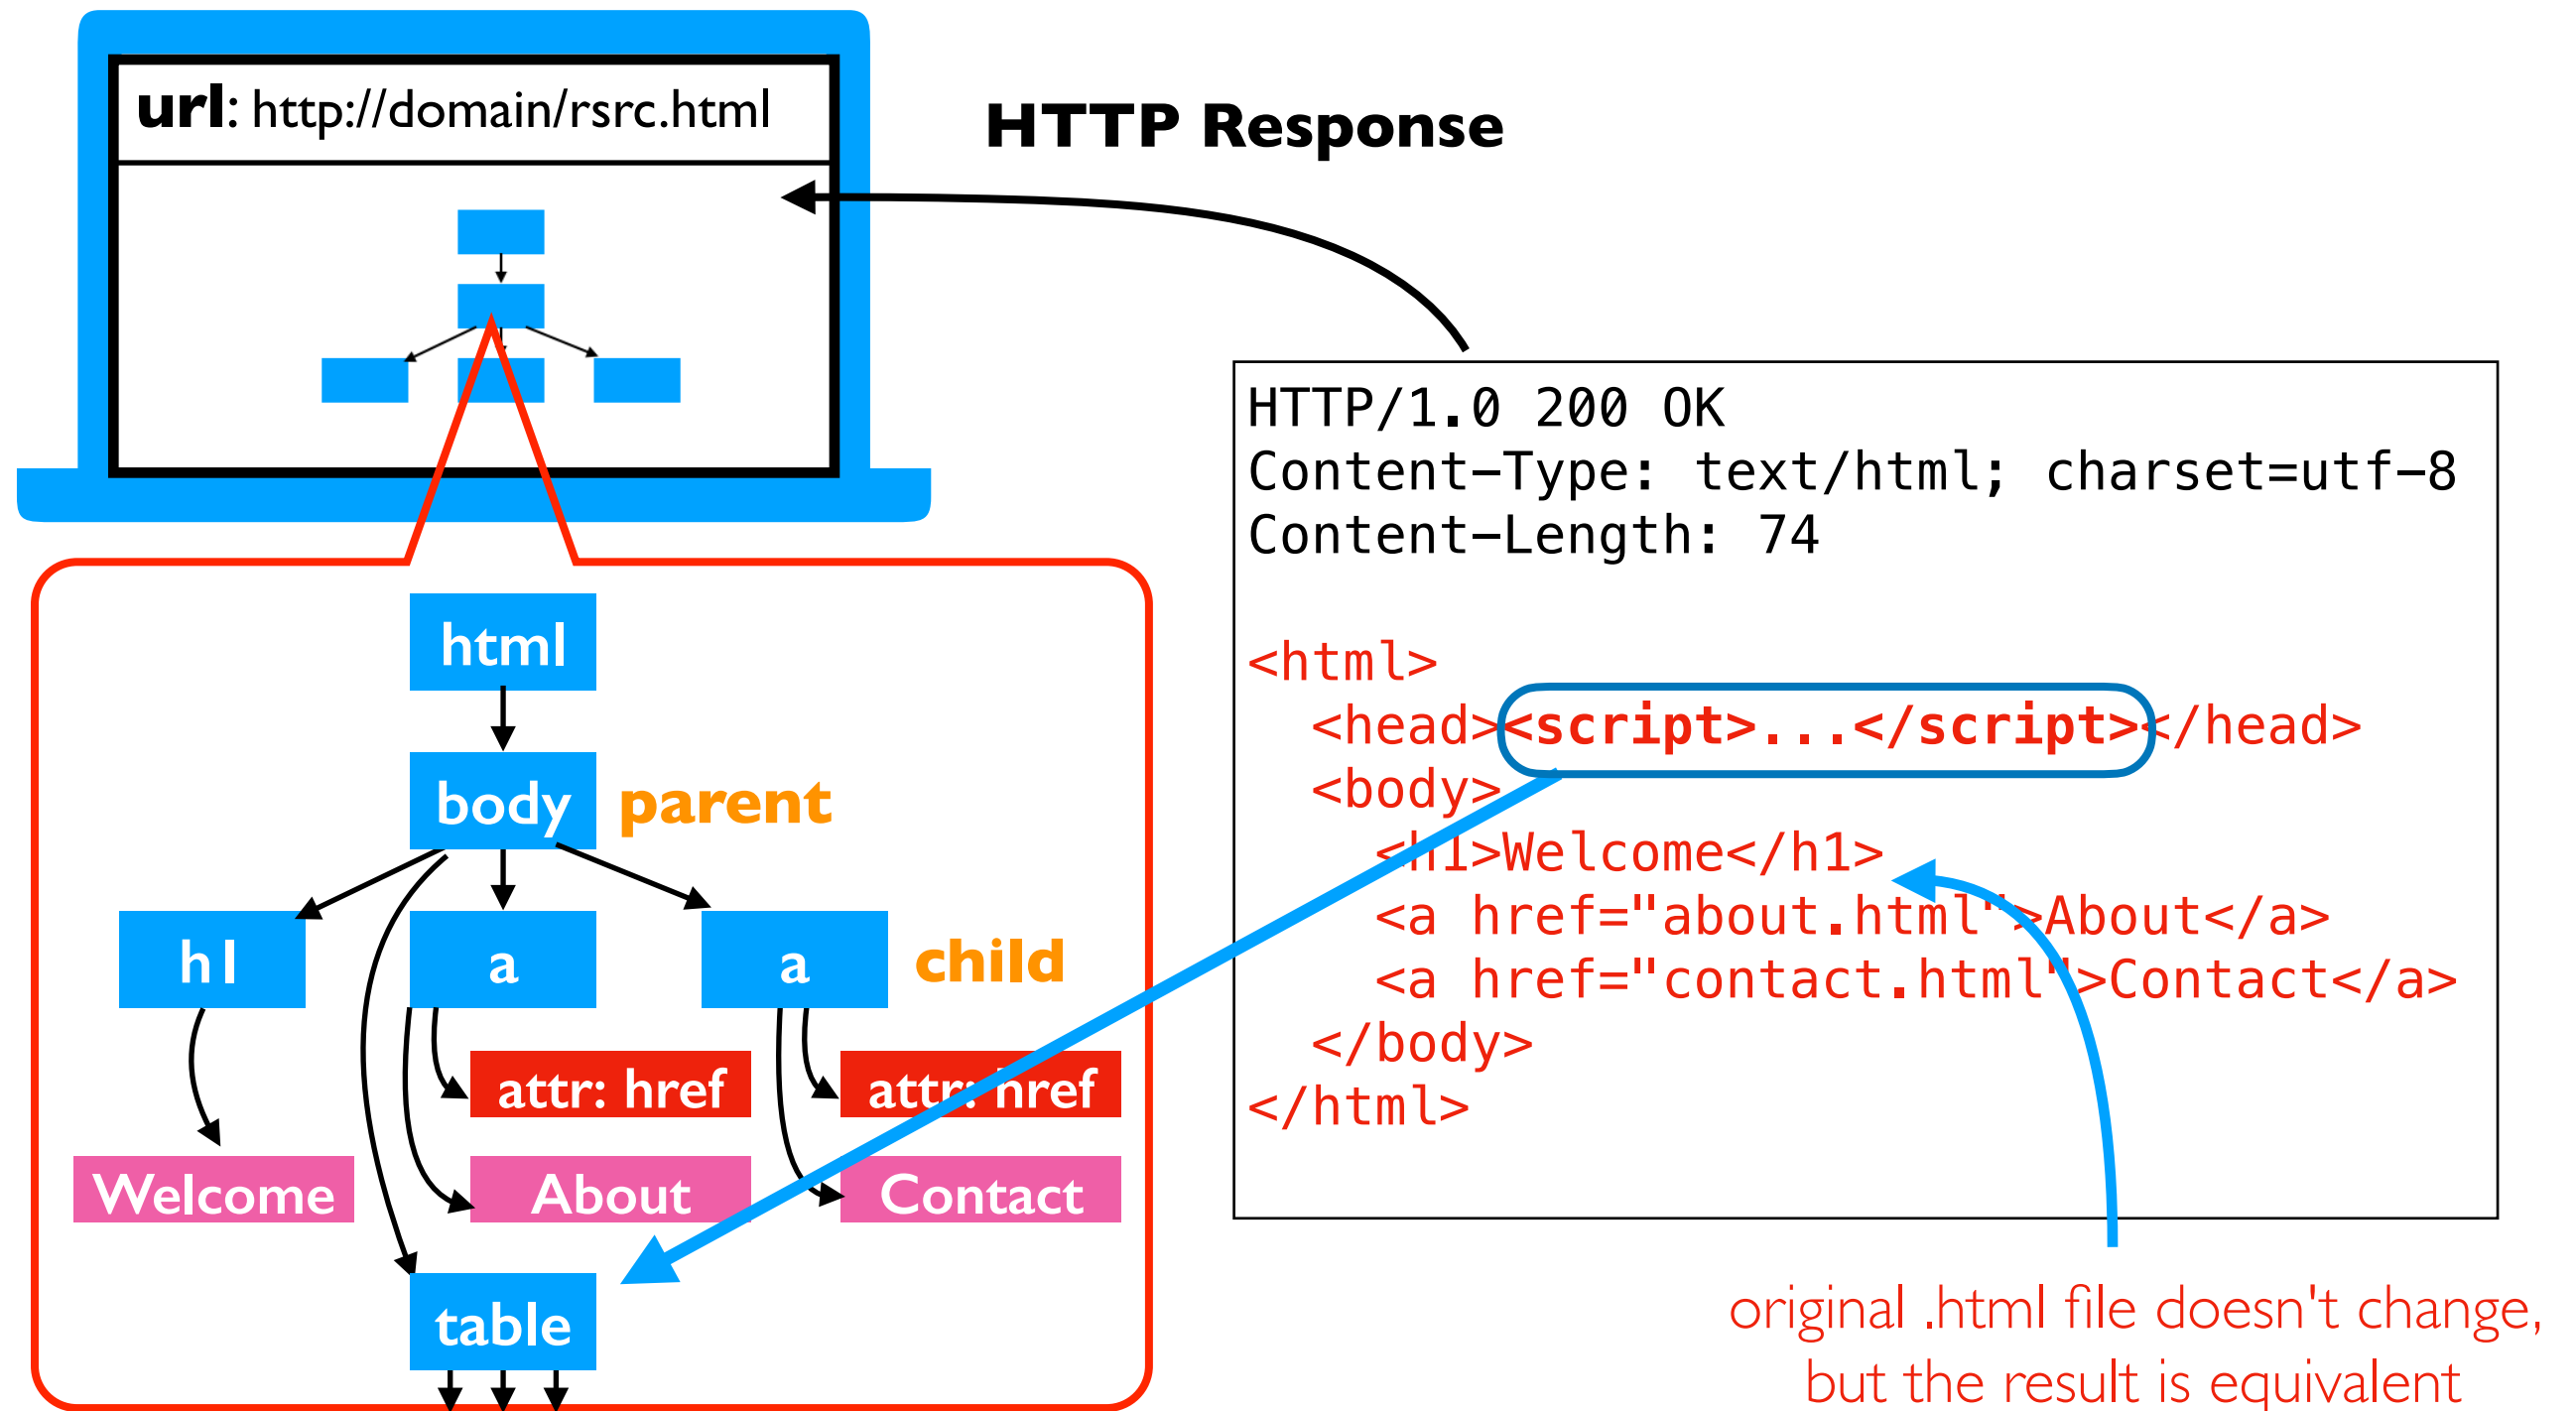 url: http://domain/rsrc.html
HTTP Response
HTTP/1.0 200 OK
Content-Type: text/html; charset=utf-8
Content-Length: 74
<html>
<head><script>...</script></head>
<body>
<h1>Welcome</h1>
<a href="about.html">About</a>
<a href="contact.html">Contact</a>
</body>
</html>
original .html file doesn't change,
but the result is equivalent
html
body parent
h1 a a child
attr: href attr: href
Welcome About Contact
table